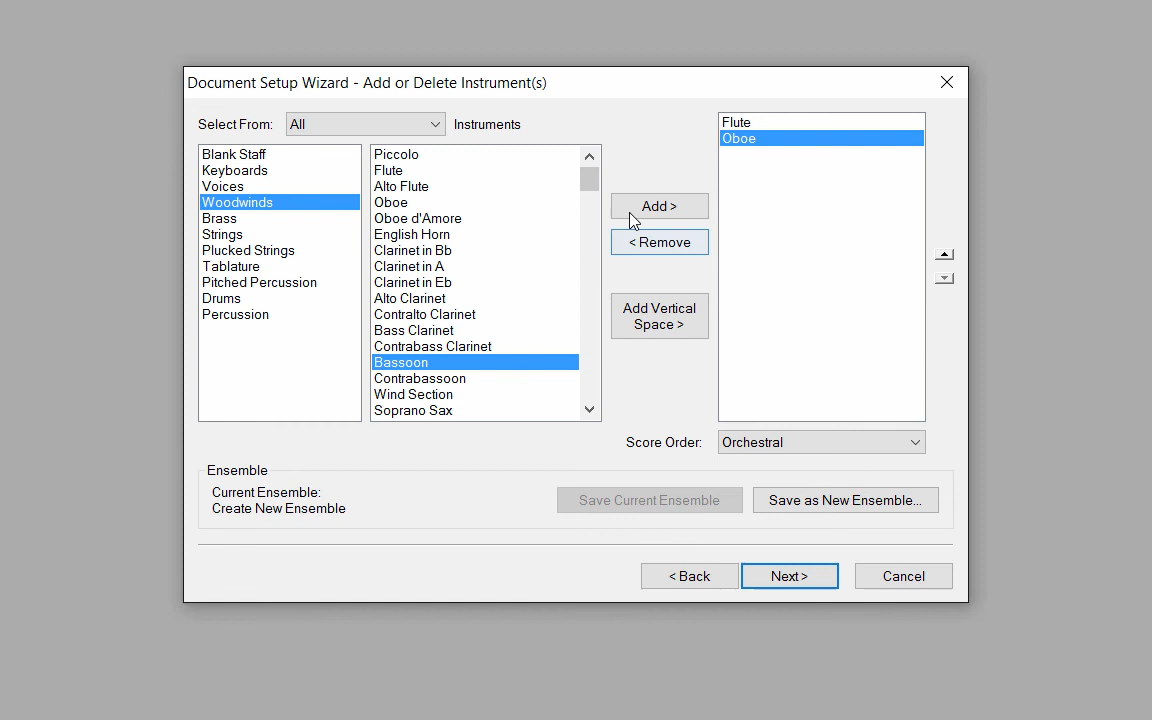 Document Setup Wizard - Add or Delete Instrument(s)
Select From: All Instruments
Blank Staff
Keyboards
Voices
Woodwinds
Brass
Strings
Plucked Strings
Tablature
Pitched Percussion
Drums
Percussion
Piccolo
Flute
Alto Flute
Oboe
Oboe d'Amore
English Horn
Clarinet in Bb
Clarinet in A
Clarinet in Eb
Alto Clarinet
Contralto Clarinet
Bass Clarinet
Contrabass Clarinet
Bassoon
Contrabassoon
Wind Section
Soprano Sax
Add >
< Remove
Add Vertical
Space >
Flute
Oboe
Score Order: Orchestral
Ensemble
Current Ensemble:
Create New Ensemble
Save Current Ensemble
Save as New Ensemble...
< Back
Next >
Cancel